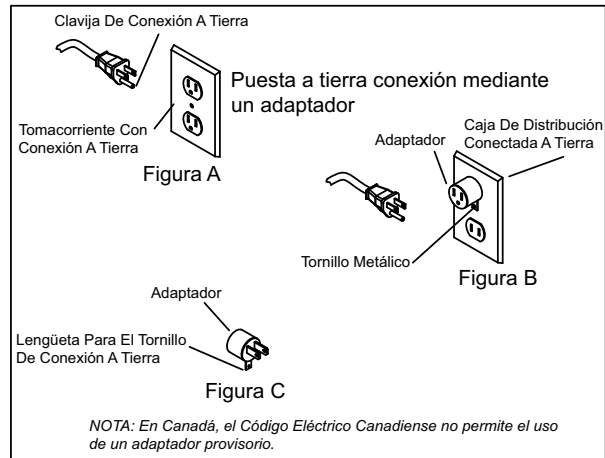 Clavija De Conexión A Tierra
Puesta a tierra conexión mediante
un adaptador
Tomacorriente Con
Conexión A Tierra
Figura A
Adaptador
Caja De Distribución
Conectada A Tierra
Tornillo Metálico
Figura B
Adaptador
Lengüeta Para El Tornillo
De Conexión A Tierra
Figura C
NOTA: En Canadá, el Código Eléctrico Canadiense no permite el uso
de un adaptador provisorio.